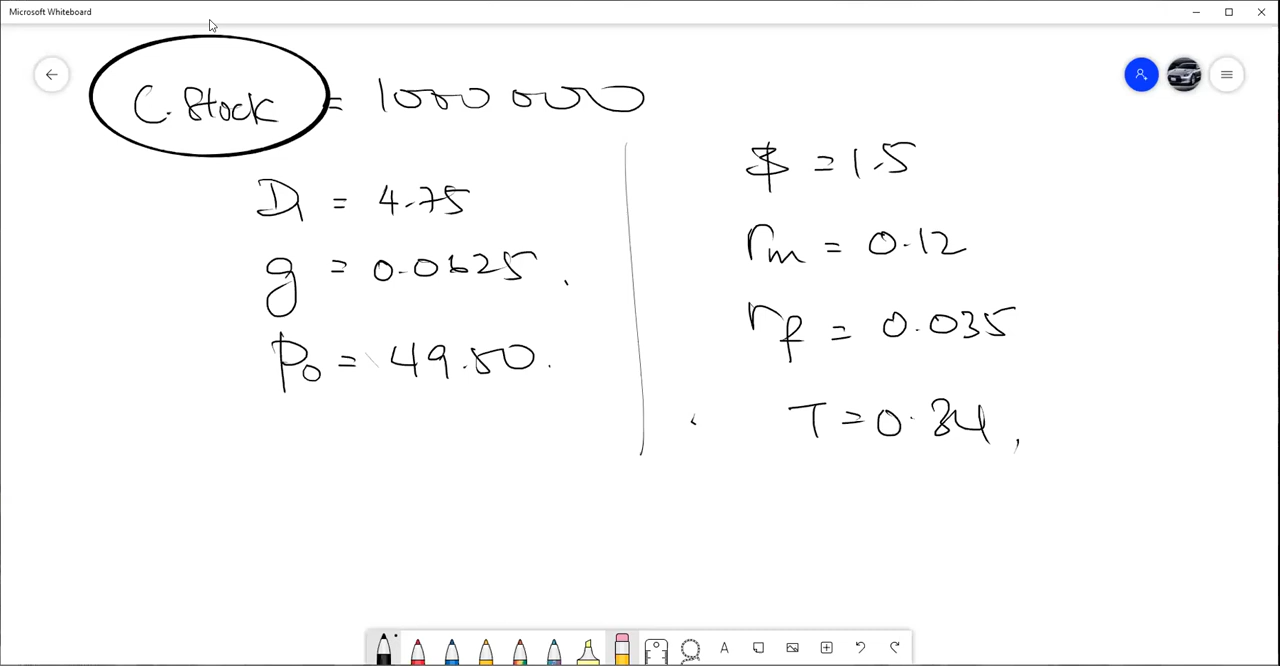 Microsoft Whiteboard
C. Stock = 1000 000
D1 = 4.75
g = 0.0625
P0 = 49.50.
$ = 1.5
rm = 0.12
rf = 0.035
T = 0.34,
A